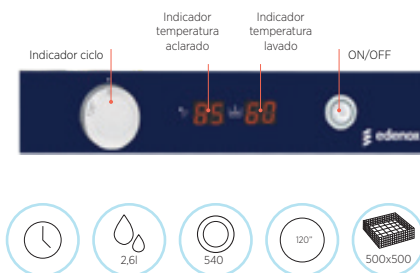 Indicador
temperatura
aclarado
Indicador
temperatura
lavado
Indicador ciclo
ON/OFF
85
60
edenox
2,6l
540
120"
500x500